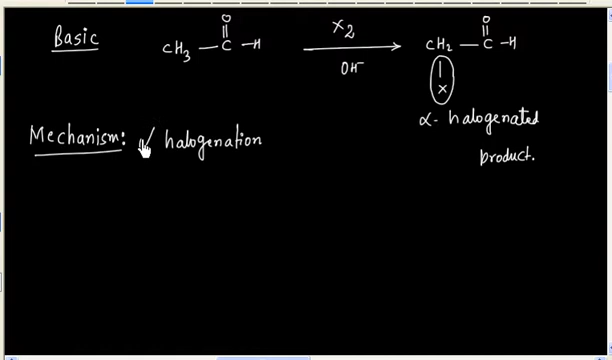 Basic
O
CH3 — C — H
X2
OH-
O
CH2 — C — H
X
α- halogenated
product.
Mechanism: halogenation